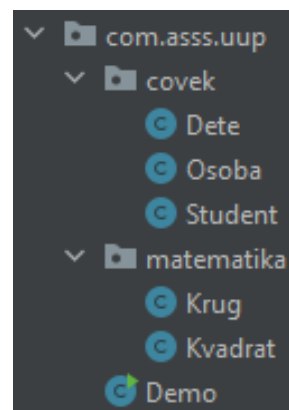 com.asss.uup
covek
Dete
Osoba
Student
matematika
Krug
Kvadrat
Demo